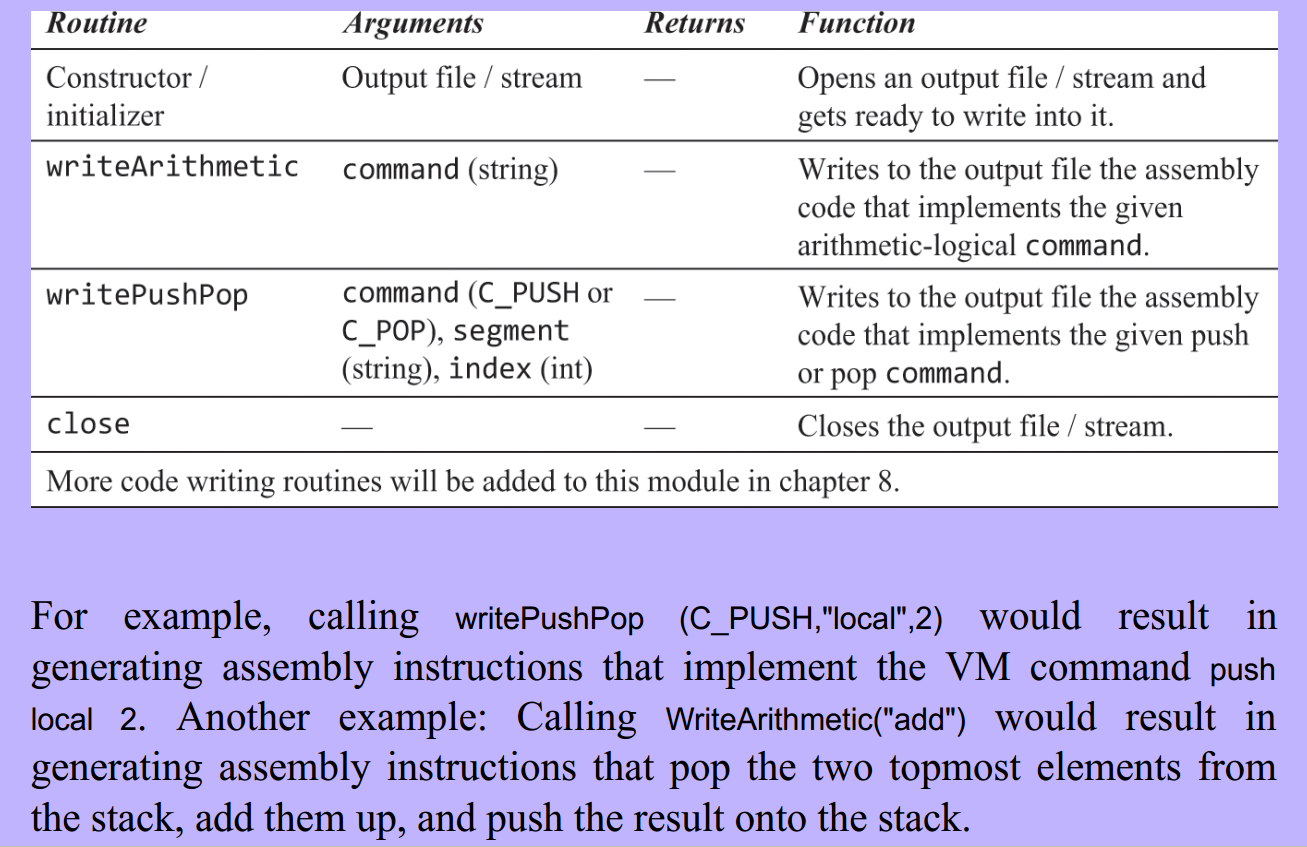 Routine Arguments Returns Function
Constructor / Output file / stream — Opens an output file / stream and
initializer gets ready to write into it.
writeArithmetic command (string) — Writes to the output file the assembly
code that implements the given
arithmetic-logical command.
writePushPop command (C_PUSH or — Writes to the output file the assembly
C_POP), segment code that implements the given push
(string), index (int) or pop command.
close — — Closes the output file / stream.
More code writing routines will be added to this module in chapter 8.
For example, calling writePushPop (C_PUSH,"local",2) would result in
generating assembly instructions that implement the VM command push
local 2. Another example: Calling WriteArithmetic("add") would result in
generating assembly instructions that pop the two topmost elements from
the stack, add them up, and push the result onto the stack.